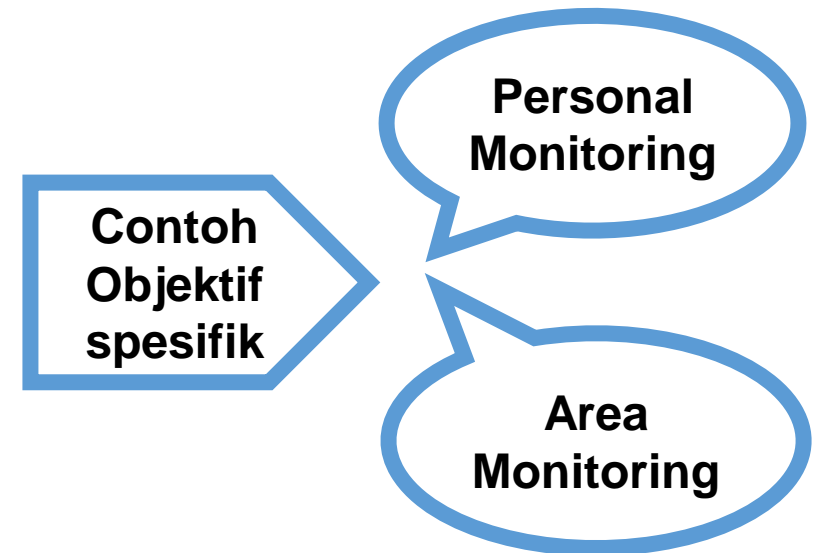 Contoh
Objektif
spesifik
Personal
Monitoring
Area
Monitoring